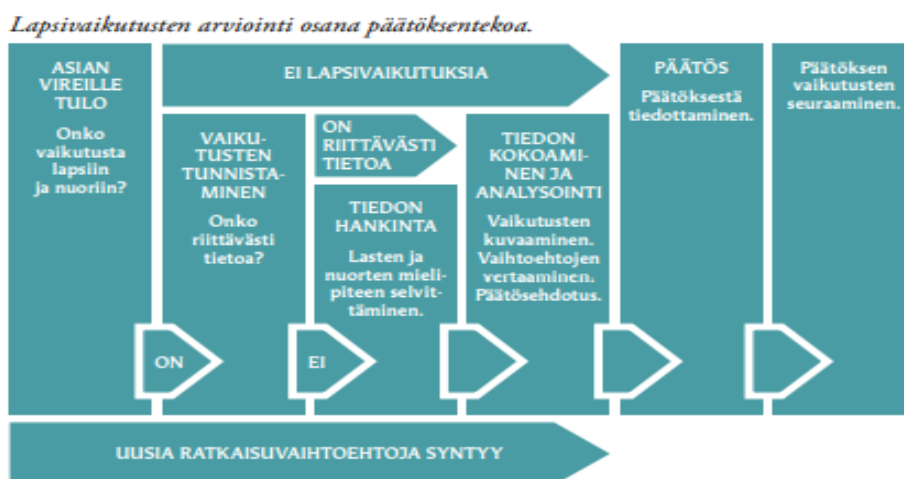 Lapsivaikutusten arviointi osana päätöksentekoa.
ASIAN
VIREILLE
TULO
Onko
vaikutusta
lapsiin
ja nuoriin?
EI LAPSIVAIKUTUKSIA
VAIKU-
TUSTEN
TUNNISTA-
MINEN
Onko
riittävästi
tietoa?
ON
RIITTÄVÄSTI
TIETOA
TIEDON
HANKINTA
Lasten ja
nuorten mieli-
piteen selvit-
täminen.
TIEDON
KOKOAMI-
NEN JA
ANALYSOINTI
Vaikutusten
kuvaaminen.
Vaihtoehtojen
vertaaminen.
Päätösehdotus.
PÄÄTÖS
Päätöksestä
tiedottaminen.
Päätöksen
vaikutusten
seuraaminen.
ON
EI
UUSIA RATKAISUVAIHTOEHTOJA SYNTYY